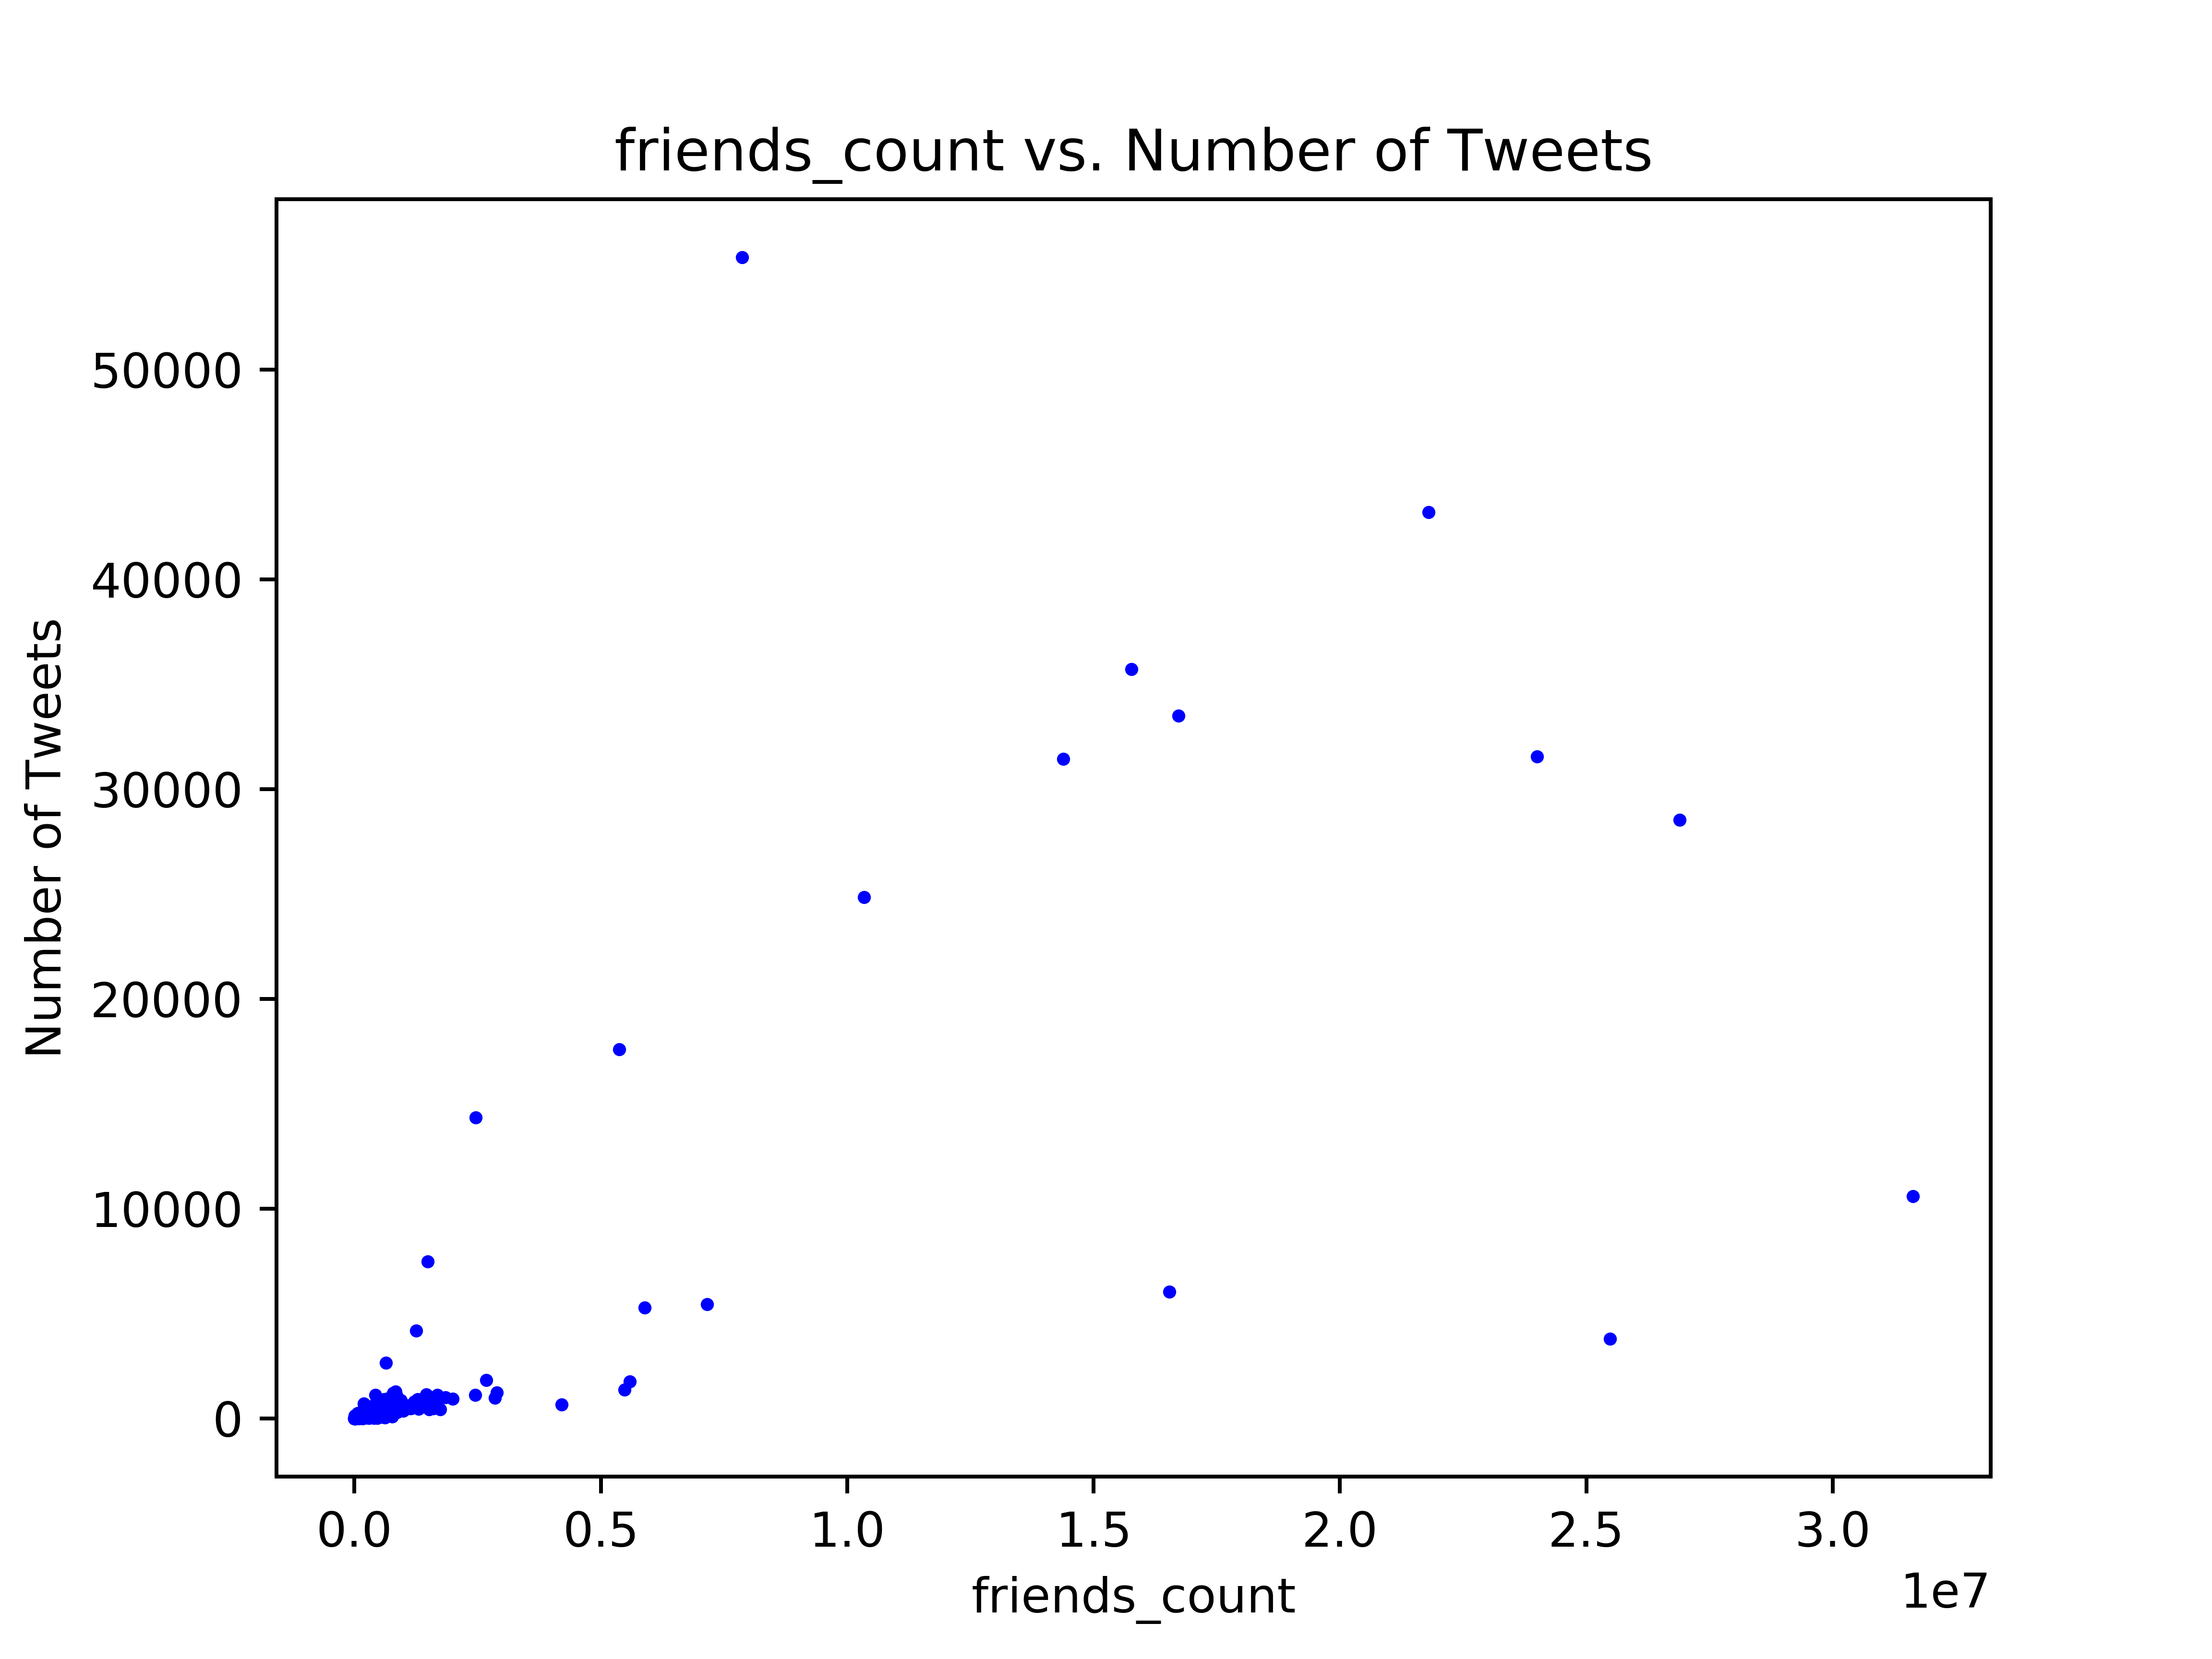 friends_count vs. Number of Tweets
Number of Tweets
50000
40000
30000
20000
10000
0
0.0 0.5 1.0 1.5 2.0 2.5 3.0
1e7
friends_count